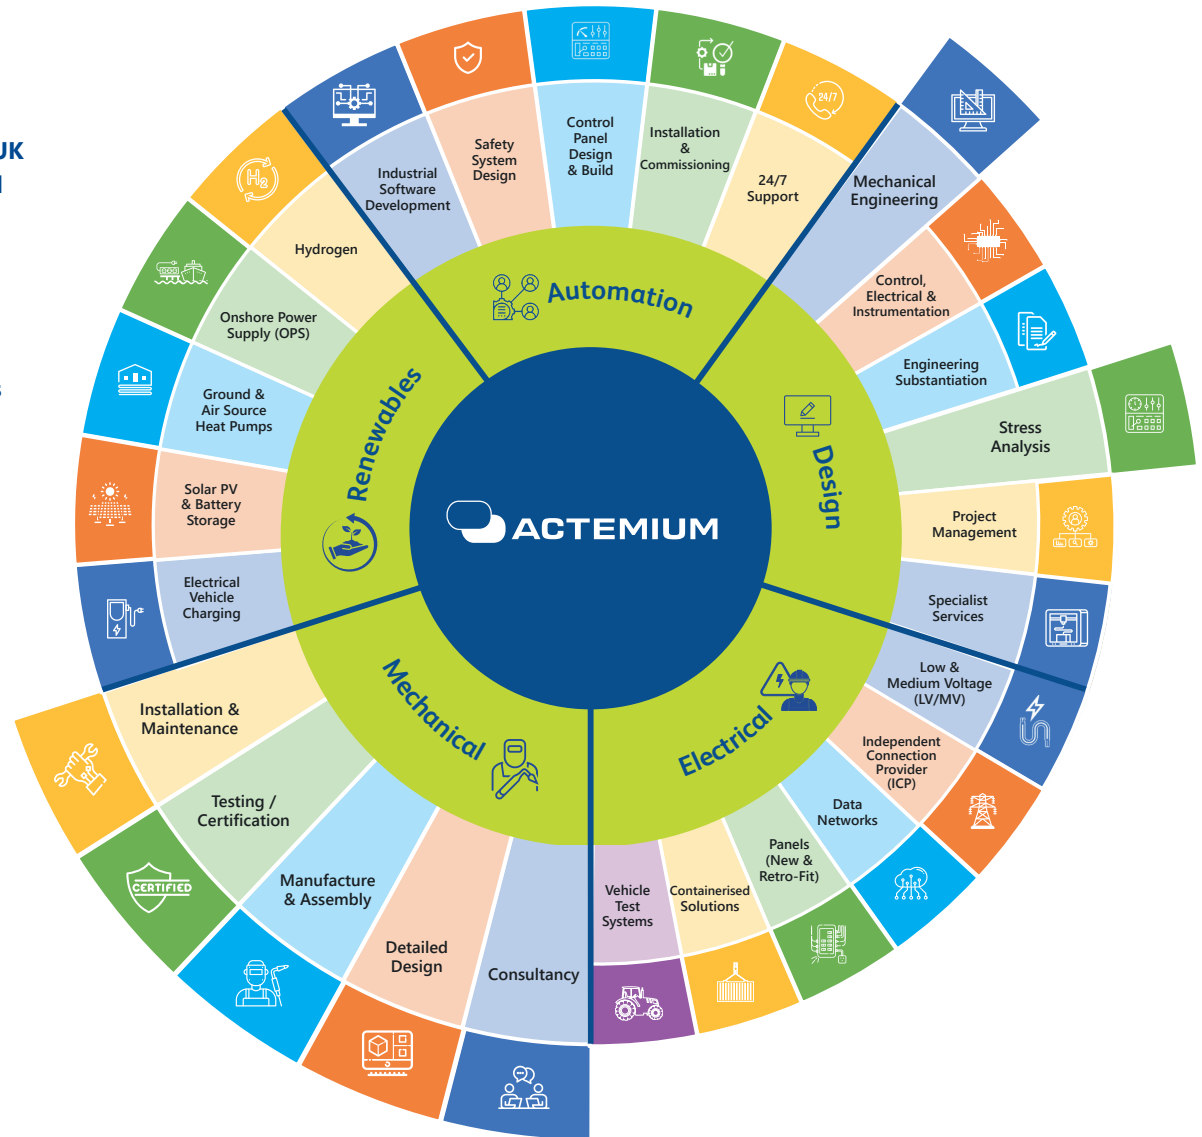 UK
24/7
H₂
Industrial
Software
Development
Safety
System
Design
Control
Panel
Design
& Build
Installation
&
Commissioning
24/7
Support
Mechanical
Engineering
Control,
Electrical &
Instrumentation
Engineering
Substantiation
Stress
Analysis
Project
Management
Specialist
Services
Low &
Medium Voltage
(LV/MV)
Independent
Connection
Provider
(ICP)
Data
Networks
Panels
(New &
Retro-Fit)
Containerised
Solutions
Vehicle
Test
Systems
Consultancy
Detailed
Design
Manufacture
& Assembly
Testing /
Certification
CERTIFIED
Installation &
Maintenance
Electrical
Vehicle
Charging
Solar PV
& Battery
Storage
Ground &
Air Source
Heat Pumps
Onshore Power
Supply (OPS)
Hydrogen
Automation
Design
Electrical
Mechanical
Renewables
ACTEMIUM